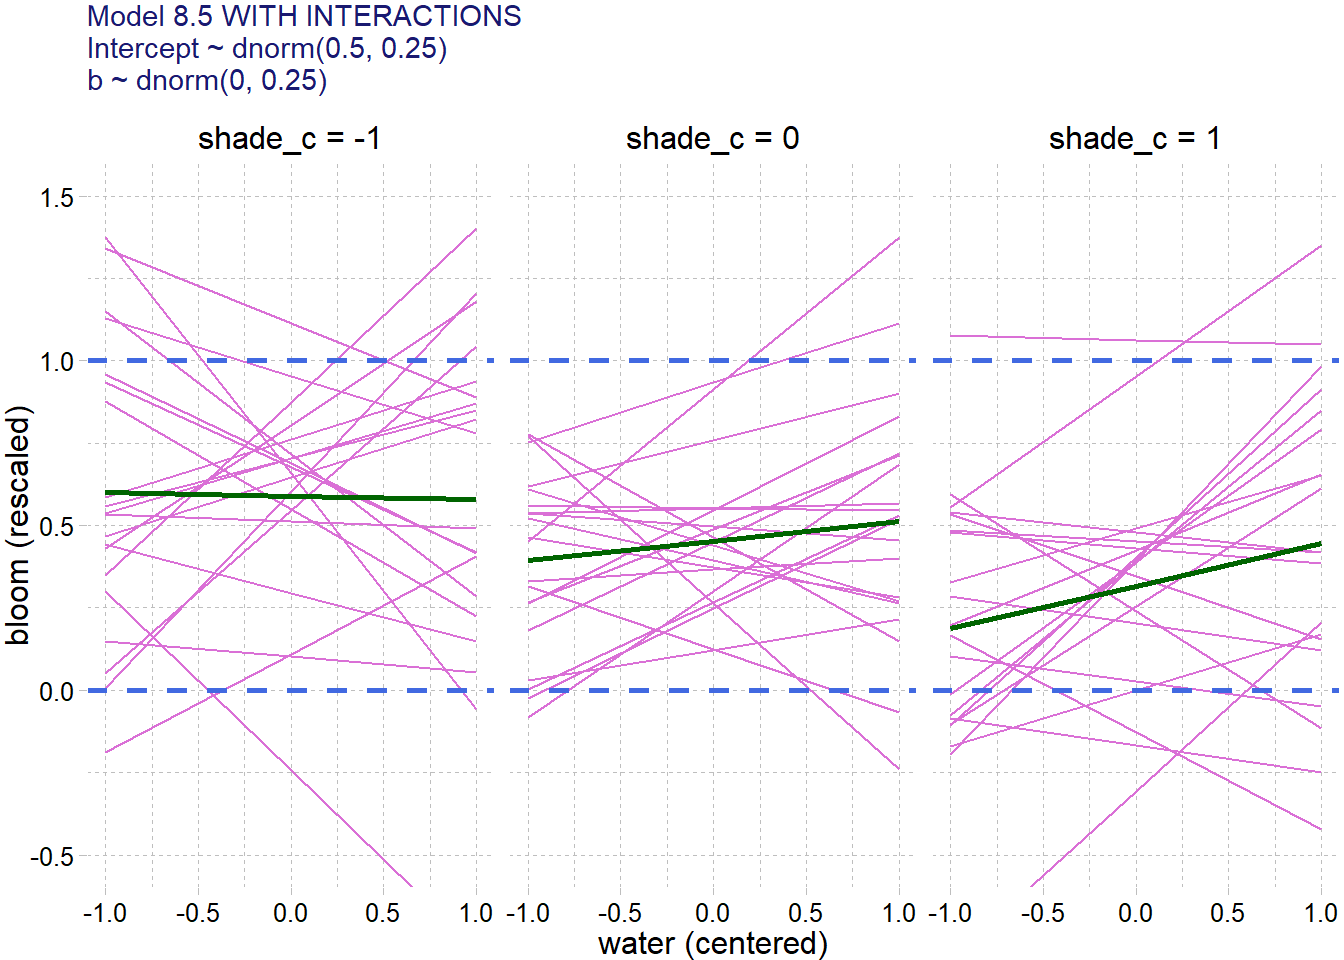 Model 8.5 WITH INTERACTIONS
Intercept ~ dnorm(0.5, 0.25)
b ~ dnorm(0, 0.25)
shade_c = -1 shade_c = 0 shade_c = 1
bloom (rescaled)
1.5
1.0
0.5
0.0
-0.5
-1.0 -0.5 0.0 0.5 1.0 -1.0 -0.5 0.0 0.5 1.0 -1.0 -0.5 0.0 0.5 1.0
water (centered)